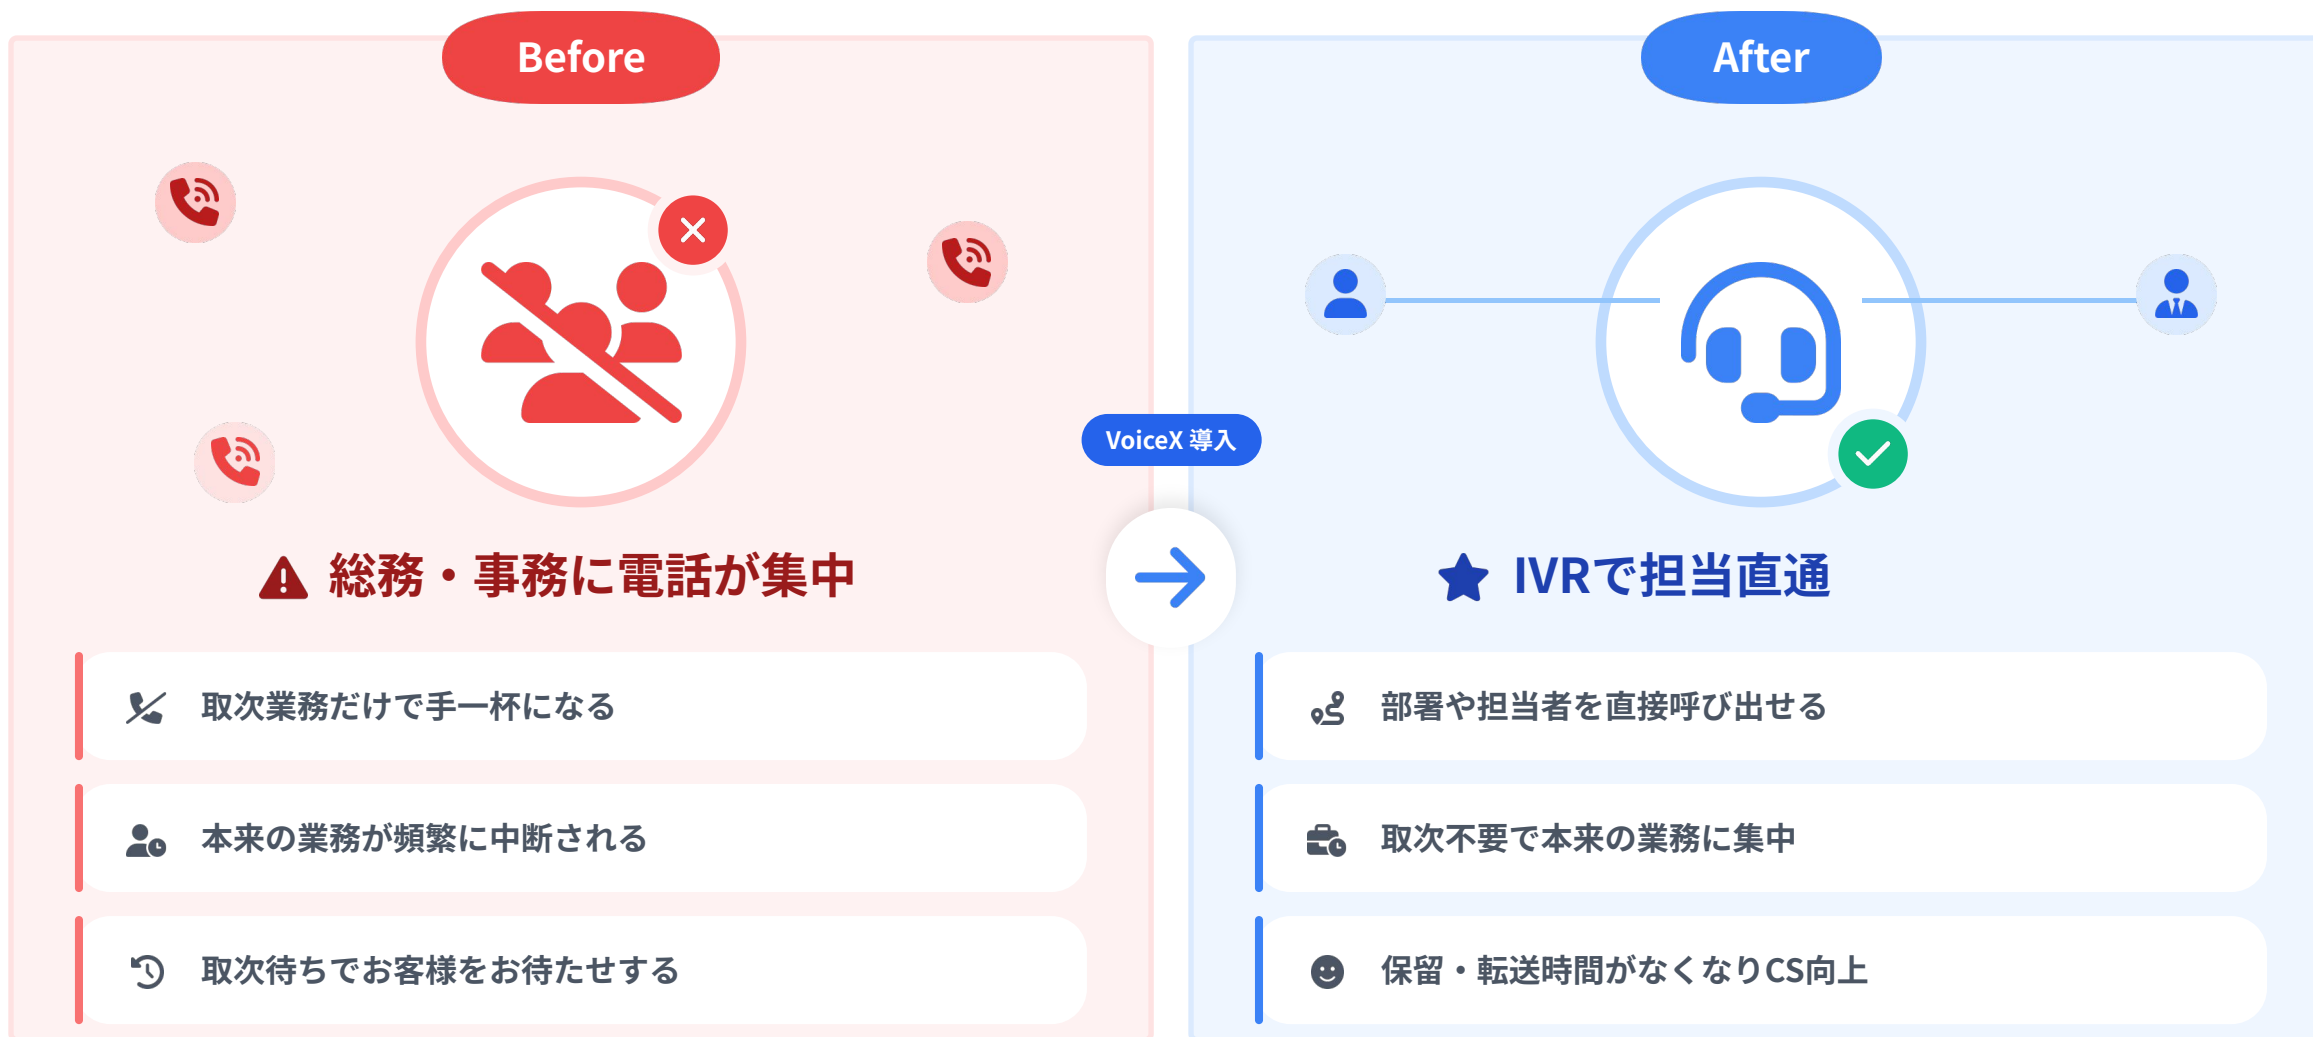 Before
総務・事務に電話が集中
取次業務だけで手一杯になる
本来の業務が頻繁に中断される
取次待ちでお客様をお待たせする
VoiceX 導入
After
IVRで担当直通
部署や担当者を直接呼び出せる
取次不要で本来の業務に集中
保留・転送時間がなくなりCS向上